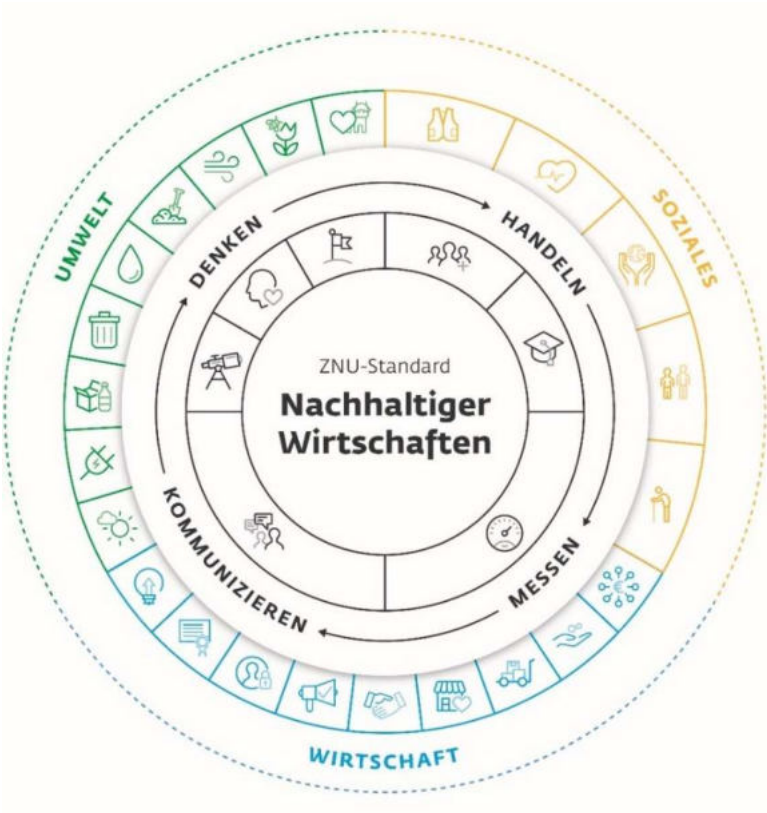 ZNU-Standard
Nachhaltiger
Wirtschaften
DENKEN
HANDELN
MESSEN
KOMMUNIZIEREN
UMWELT
SOZIALES
WIRTSCHAFT